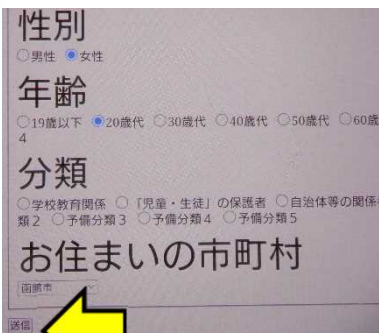 性別
○男性 ◉女性
年齢
○19歳以下 ◉20歳代 ○30歳代 ○40歳代 ○50歳代 ○60歳
4
分類
○学校教育関係 ○「児童・生徒」の保護者 ○自治体等の関係
類2 ○予備分類3 ○予備分類4 ○予備分類5
お住まいの市町村
函館市
送信